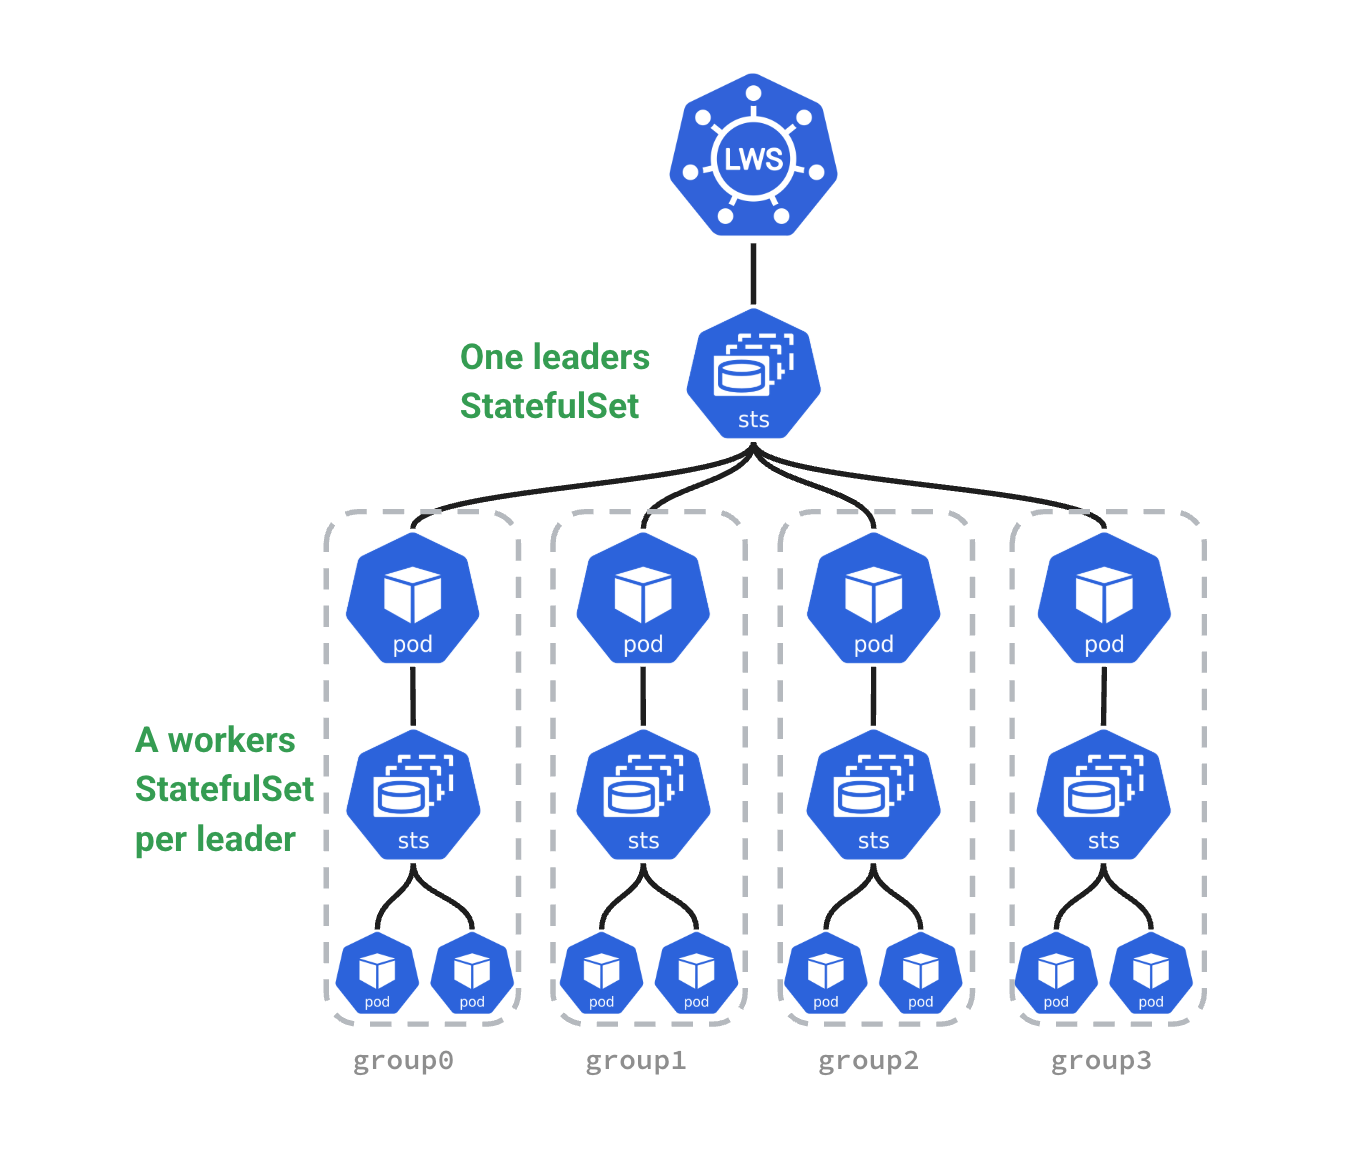 LWS
One leaders
StatefulSet
sts
pod
pod
pod
pod
A workers
StatefulSet
per leader
sts
sts
sts
sts
pod
pod
pod
pod
pod
pod
pod
pod
group0
group1
group2
group3